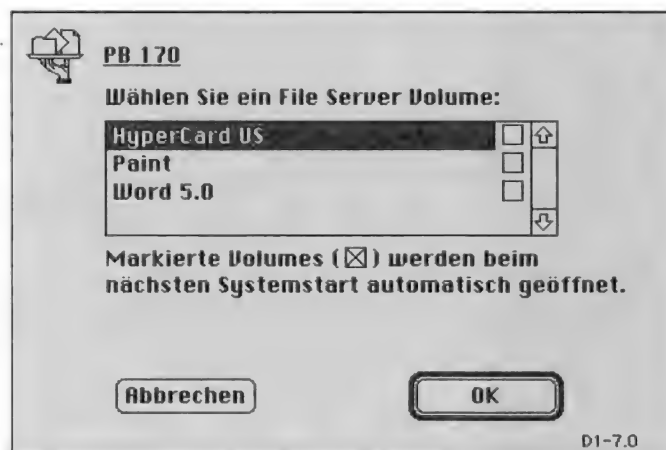 PB 170
Wählen Sie ein File Server Volume:
HyperCard US
Paint
Word 5.0
Markierte Volumes (☒) werden beim
nächsten Systemstart automatisch geöffnet.
Abbrechen
OK
D1-7.0